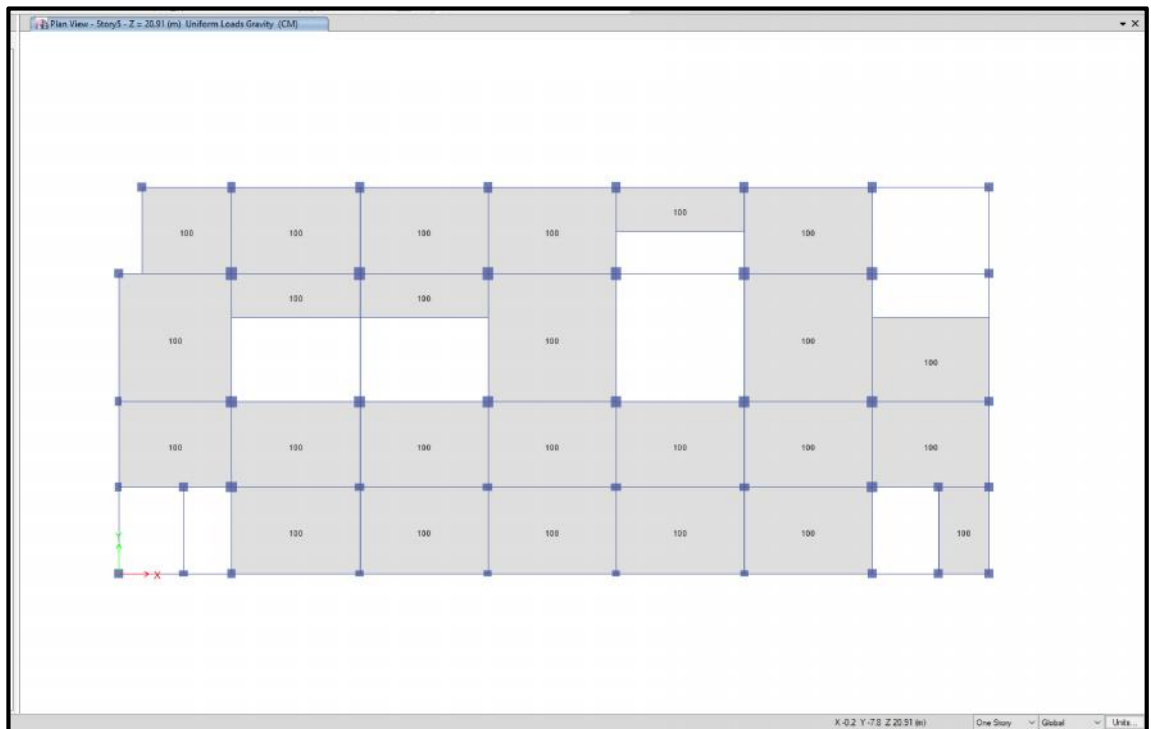 Plan View - Story5 - Z = 20.91 (m) Uniform Loads Gravity (CM)
100
100 100 100 100 100
100 100
100 100 100
100
100 100 100 100 100 100 100
100 100 100 100 100 100
Y
X
X -0.2 Y -7.8 Z 20.91 (m) One Story Global Units...